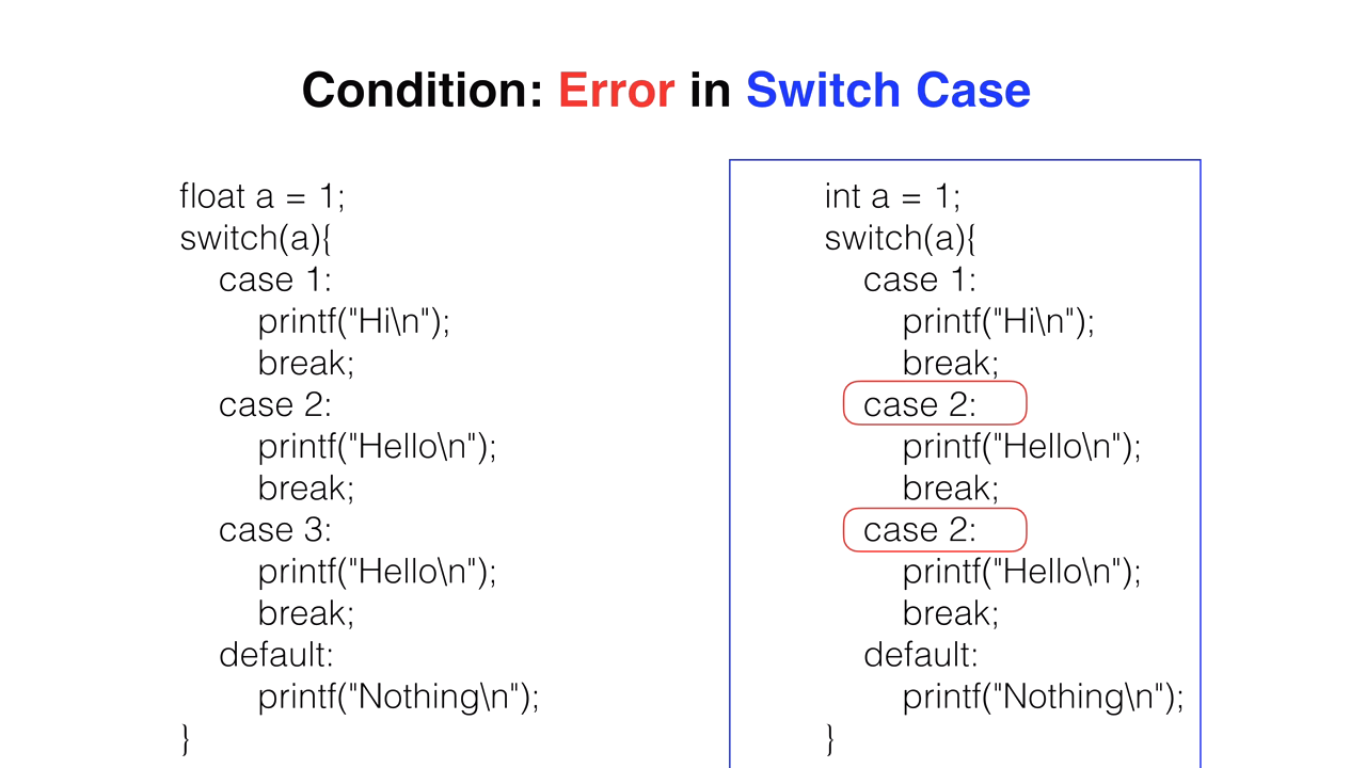 Condition: Error in Switch Case
float a = 1;
switch(a){
case 1:
printf("Hi\n");
break;
case 2:
printf("Hello\n");
break;
case 3:
printf("Hello\n");
break;
default:
printf("Nothing\n");
}
int a = 1;
switch(a){
case 1:
printf("Hi\n");
break;
case 2:
printf("Hello\n");
break;
case 2:
printf("Hello\n");
break;
default:
printf("Nothing\n");
}